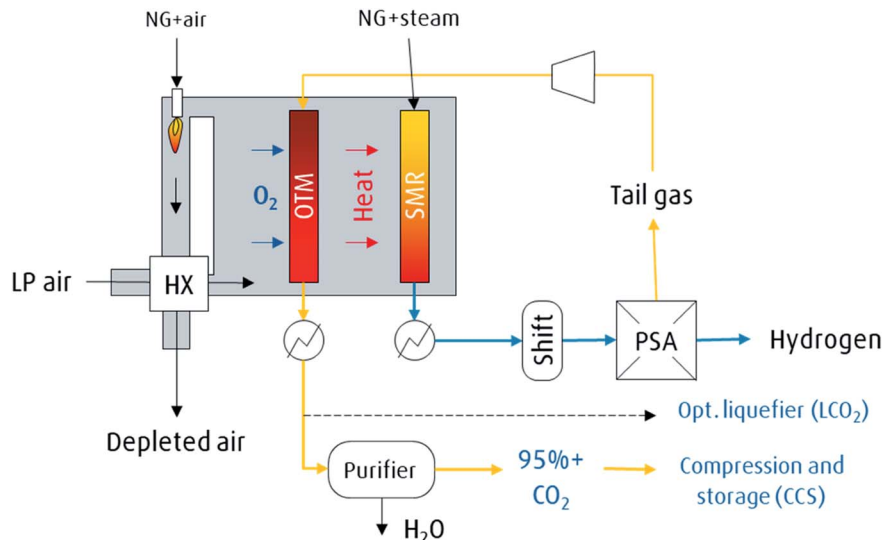 NG+air
NG+steam
O₂
OTM
Heat
SMR
Tail gas
LP air
HX
shift
PSA
Hydrogen
Opt. liquefier (LCO₂)
Depleted air
Purifier
95%+
CO₂
Compression and
storage (CCS)
H₂O